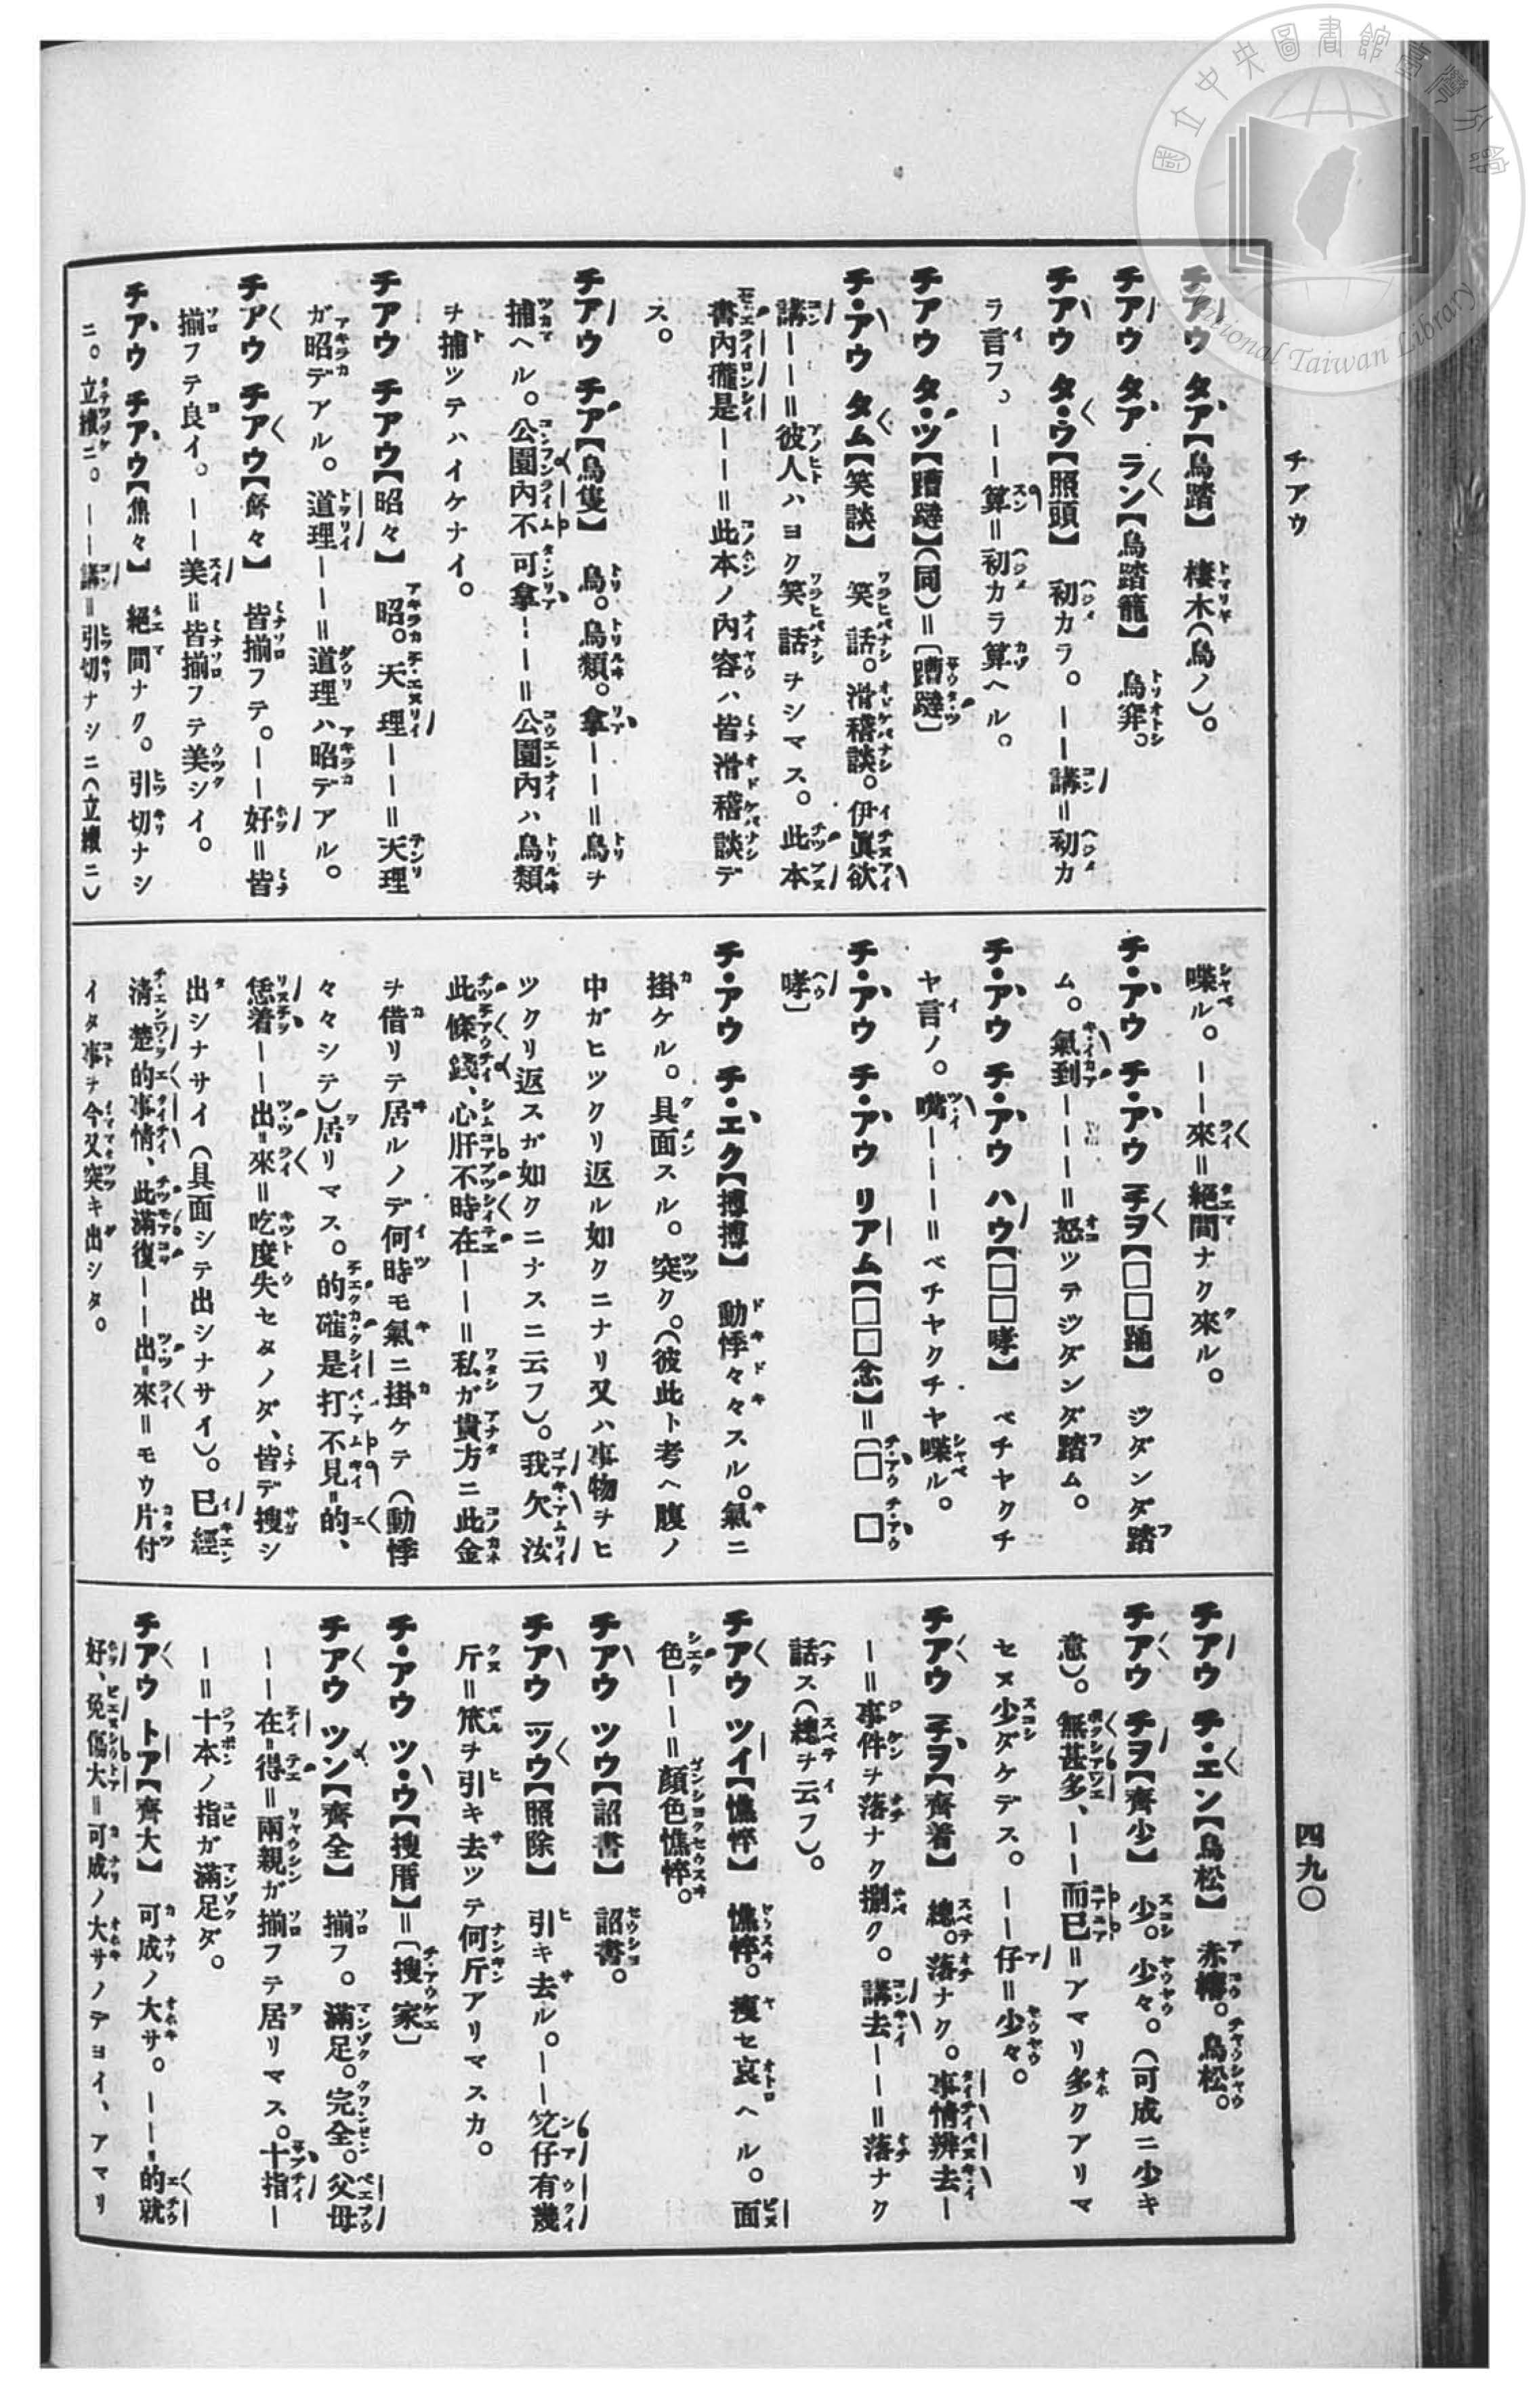 國立中央圖書館臺灣分館
National Taiwan Library
チアウ
四九〇
チアウ タア【鳥踏】 棲木(鳥ノ)。
チアウ タア ラン【鳥踏籠】 鳥穽。
チアウ タ・ウ【照頭】 初カラ。――講＝初カ
ラ言フ。――算＝初カラ算ヘル。
チアウ タ・ツ【蹧躂】(同)＝〔蹧躂〕
チ・アウ タム【笑談】 笑話。滑稽談。伊眞欲
講――＝彼人ハヨク笑話ヲシマス。此本
書內 是――＝此本ノ內容ハ皆滑稽談デ
ス。
チアウ チア【鳥隻】 鳥。鳥類。拿――＝鳥ヲ
捕ヘル。公園內不可拿――＝公園內ハ鳥類
ヲ捕ツテハイケナイ。
チアウ チアウ【昭々】 昭。天理――＝天理
ガ昭デアル。道理――＝道理ハ昭デアル。
チアウ チアウ【 々】 皆揃フテ。――好＝皆
揃フテ良イ。――美＝皆揃フテ美シイ。
チアウ チアウ【焦々】 絕間ナク。引切ナシ
ニ。立續ニ。――講＝引切ナシニ(立續ニ)
喋ル。――來＝絕間ナク來ル。
チ・アウ チ・アウ チヲ【□□踊】 ジダンダ踏
ム。氣到――＝怒ツテジダンダ踏ム。
チ・アウ チ・アウ ハウ【□□哮】 ベチヤクチ
ヤ言ノ。嘴――＝ベチヤクチヤ喋ル。
チ・アウ チ・アウ リアム【□□念】＝〔□□
哮〕
チ・アウ チ・エク【搏搏】 動悸々々スル。氣ニ
掛ケル。具面スル。突ク。(彼此ト考ヘ腹ノ
中ガヒツクリ返ル如クニナリ又ハ事物ヲヒ
ツクリ返スガ如クニナスニ云フ)。我欠汝
此條錢、心肝不時在――＝私ガ貴方ニ此金
ヲ借リテ居ルノデ何時モ氣ニ掛ケテ(動悸
々々シテ)居リマス。的確是打不見＝的、
恁着――出＝來＝吃度失セタノダ、皆デ搜シ
出シナサイ(具面シテ出シナサイ)。已經
淸楚的事情、此滿復――出＝來＝モウ片付
イタ事ヲ今又突キ出シタ。
チアウ チ・エン【鳥松】 赤榕。鳥松。
チアウ チヲ【齊少】 少。少々。(可成ニ少キ
意)。無甚多、――而已＝アマリ多クアリマ
セヌ少ダケデス。――仔＝少々。
チアウ チヲ【齊着】 總。落ナク。事情辨去―
―＝事件ヲ落ナク捌ク。講去――＝落ナク
話ス(總ヲ云フ)。
チアウ ツイ【憔悴】 憔悴。瘦セ哀ヘル。面
色――＝顏色憔悴。
チアウ ツウ【詔書】 詔書。
チアウ ツウ【照除】 引キ去ル。――笐仔有幾
斤＝笊ヲ引キ去ツテ何斤アリマスカ。
チ・アウ ツ・ウ【搜厝】＝〔搜家〕
チアウ ツン【齊全】 揃フ。滿足。完全。父母
――在＝得＝兩親ガ揃フテ居リマス。十指―
―＝十本ノ指ガ滿足ダ。
チアウ トア【齊大】 可成ノ大サ。――＝的就
好、免傷大＝可成ノ大サノデヨイ、アマリ